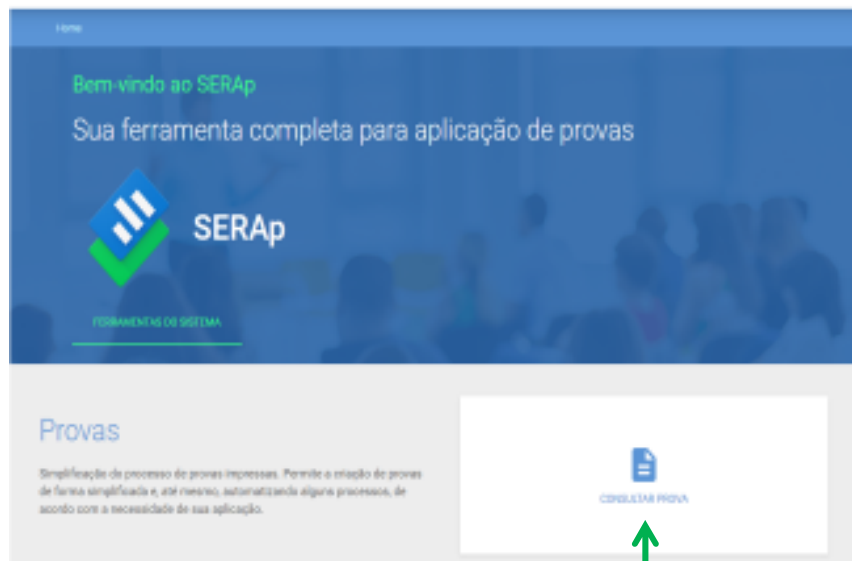 Home
Bem-vindo ao SERAp
Sua ferramenta completa para aplicação de provas
SERAp
FERRAMENTAS DO SISTEMA
Provas
Simplificação do processo de provas impressas. Permite a criação de provas
de forma simplificada e, até mesmo, automatizando alguns processos, de
acordo com a necessidade de sua aplicação.
CONSULTAR PROVA